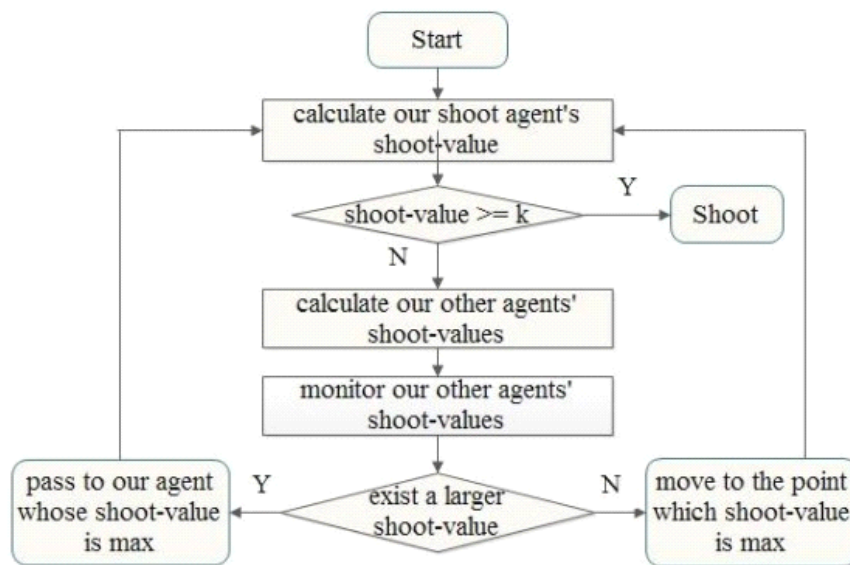 Start
calculate our shoot agent's
shoot-value
Y
shoot-value >= k
Shoot
N
calculate our other agents'
shoot-values
monitor our other agents'
shoot-values
pass to our agent
whose shoot-value
is max
Y
exist a larger
shoot-value
N
move to the point
which shoot-value
is max